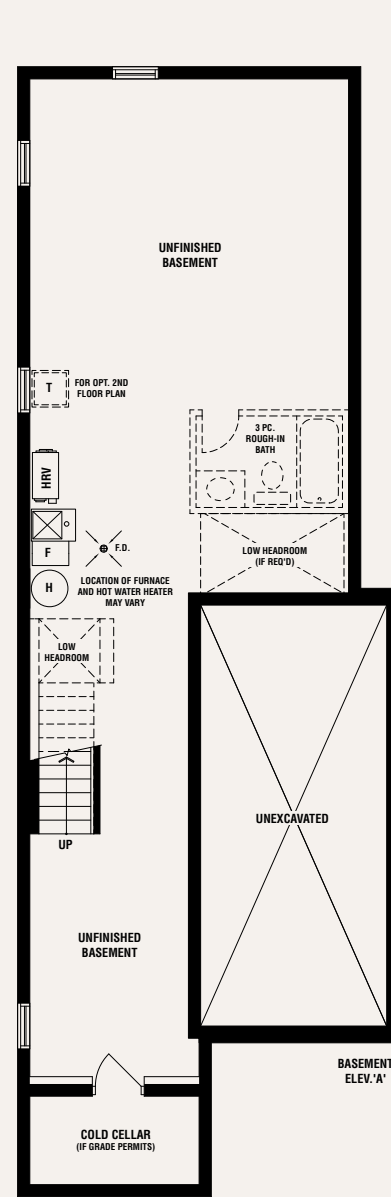 UNFINISHED
BASEMENT
T
FOR OPT. 2ND
FLOOR PLAN
3 PC.
ROUGH-IN
BATH
HRV
F
F.D.
LOW HEADROOM
(IF REQ'D)
H
LOCATION OF FURNACE
AND HOT WATER HEATER
MAY VARY
LOW
HEADROOM
UNEXCAVATED
UP
UNFINISHED
BASEMENT
BASEMENT
ELEV.'A'
COLD CELLAR
(IF GRADE PERMITS)